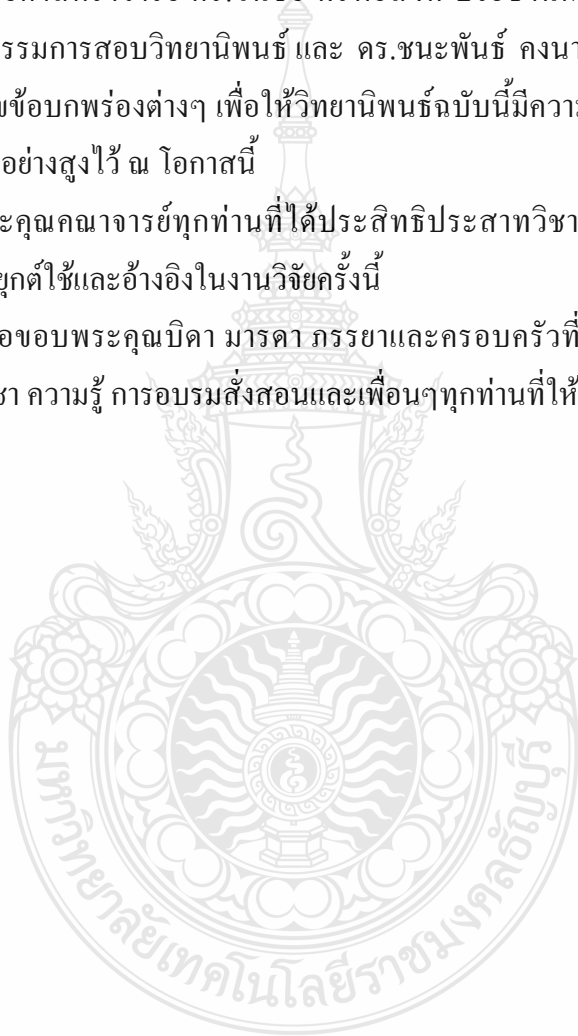 รรมการสอบวิทยานิพนธ์ และ ดร.ชนะพันธ์ คงนา
ขข้อบกพร่องต่างๆ เพื่อให้วิทยานิพนธ์ฉบับนี้มีควา
อย่างสูงไว้ ณ โอกาสนี้
ะคุณคณาจารย์ทุกท่านที่ได้ประสิทธิประสาทวิชา
ยุกต์ใช้และอ้างอิงในงานวิจัยครั้งนี้
อขอบพระคุณบิดา มารดา ภรรยาและครอบครัวที่
ชา ความรู้ การอบรมสั่งสอนและเพื่อนๆทุกท่านที่ให้
มหาวิทยาลัยเทคโนโลยีราชมงคลธัญบุรี